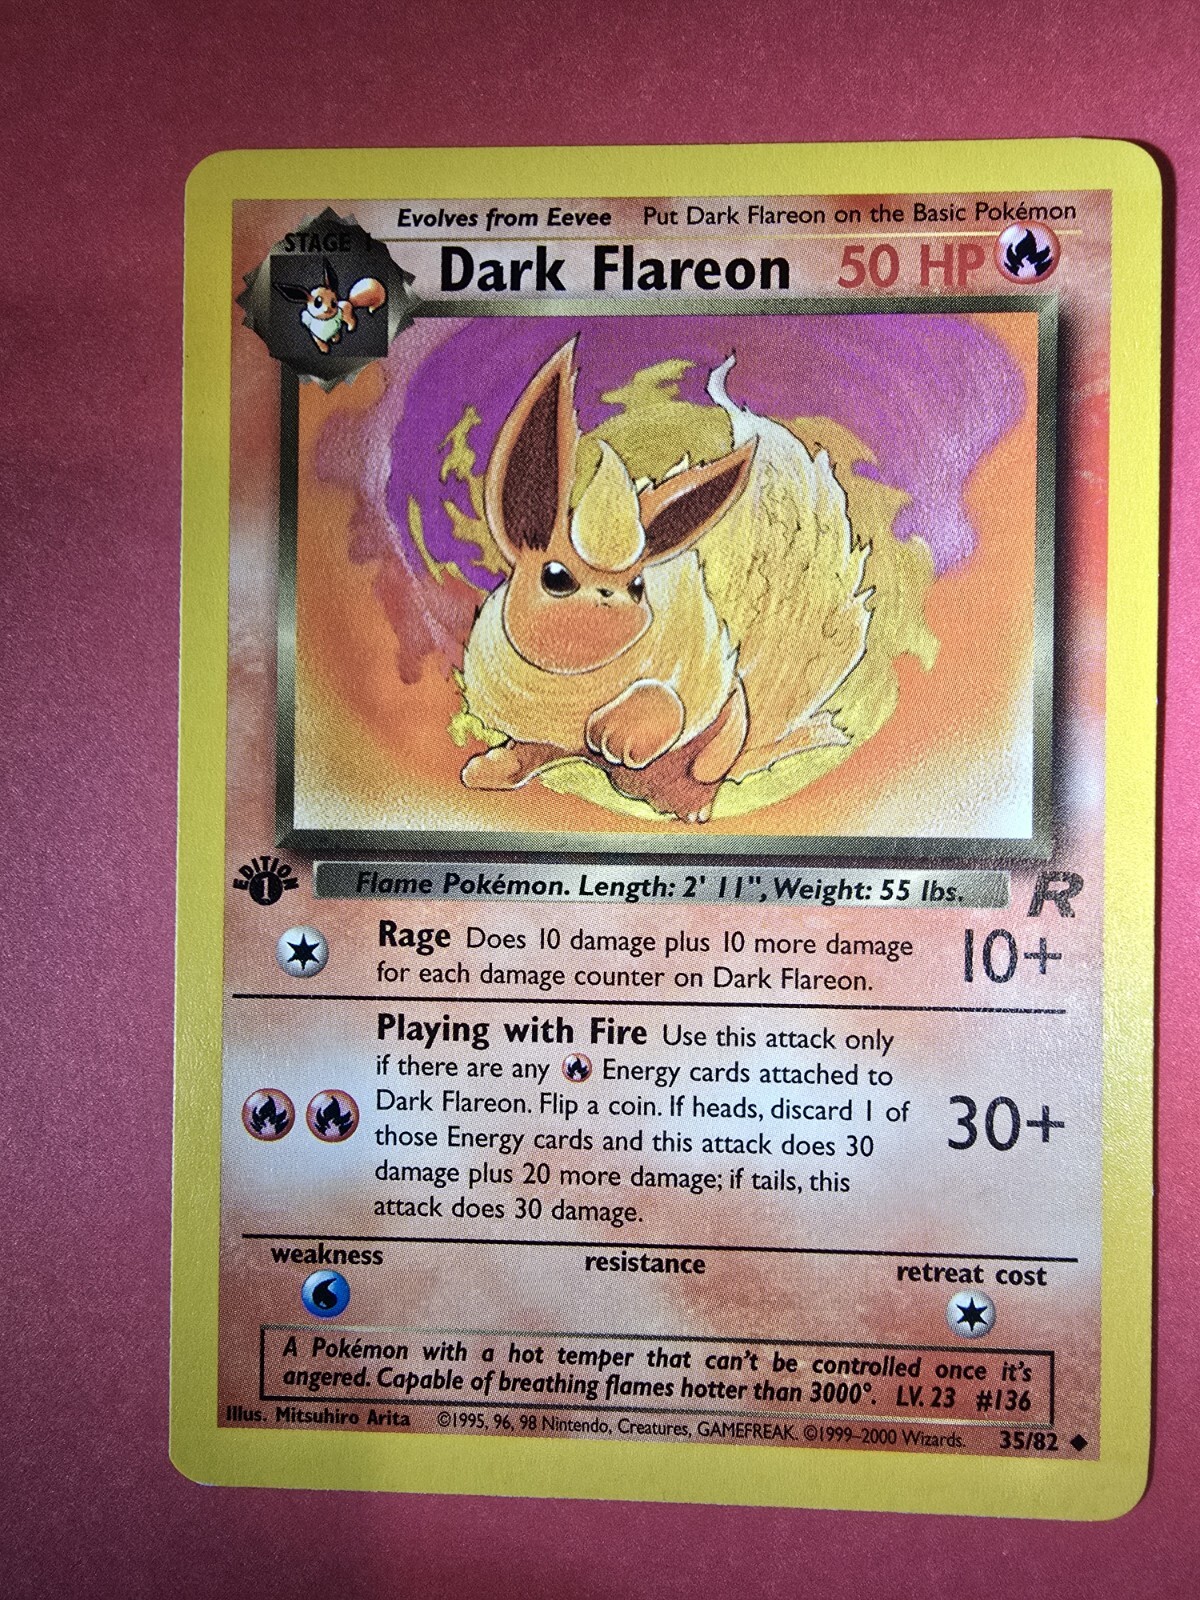 Evolves from Eevee Put Dark Flareon on the Basic Pokémon
STAGE 1
Dark Flareon 50 HP
EDITION
1
Flame Pokémon. Length: 2' 11", Weight: 55 lbs.
R
Rage Does 10 damage plus 10 more damage
for each damage counter on Dark Flareon.
10+
Playing with Fire Use this attack only
if there are any Energy cards attached to
Dark Flareon. Flip a coin. If heads, discard 1 of
those Energy cards and this attack does 30
damage plus 20 more damage; if tails, this
attack does 30 damage.
30+
weakness resistance retreat cost
A Pokémon with a hot temper that can't be controlled once it's
angered. Capable of breathing flames hotter than 3000°. LV. 23 #136
Illus. Mitsuhiro Arita ©1995, 96, 98 Nintendo, Creatures, GAMEFREAK. ©1999–2000 Wizards. 35/82